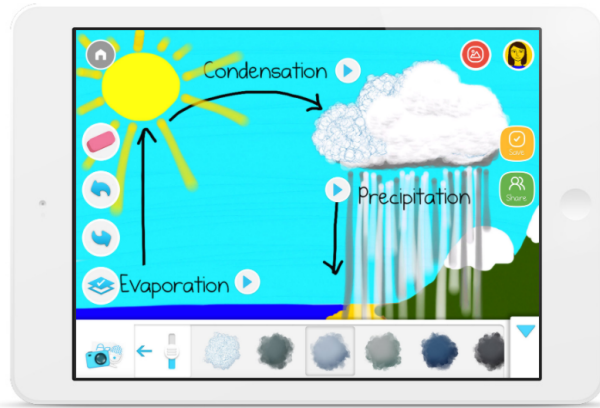 Condensation
Save
Precipitation
Share
Evaporation